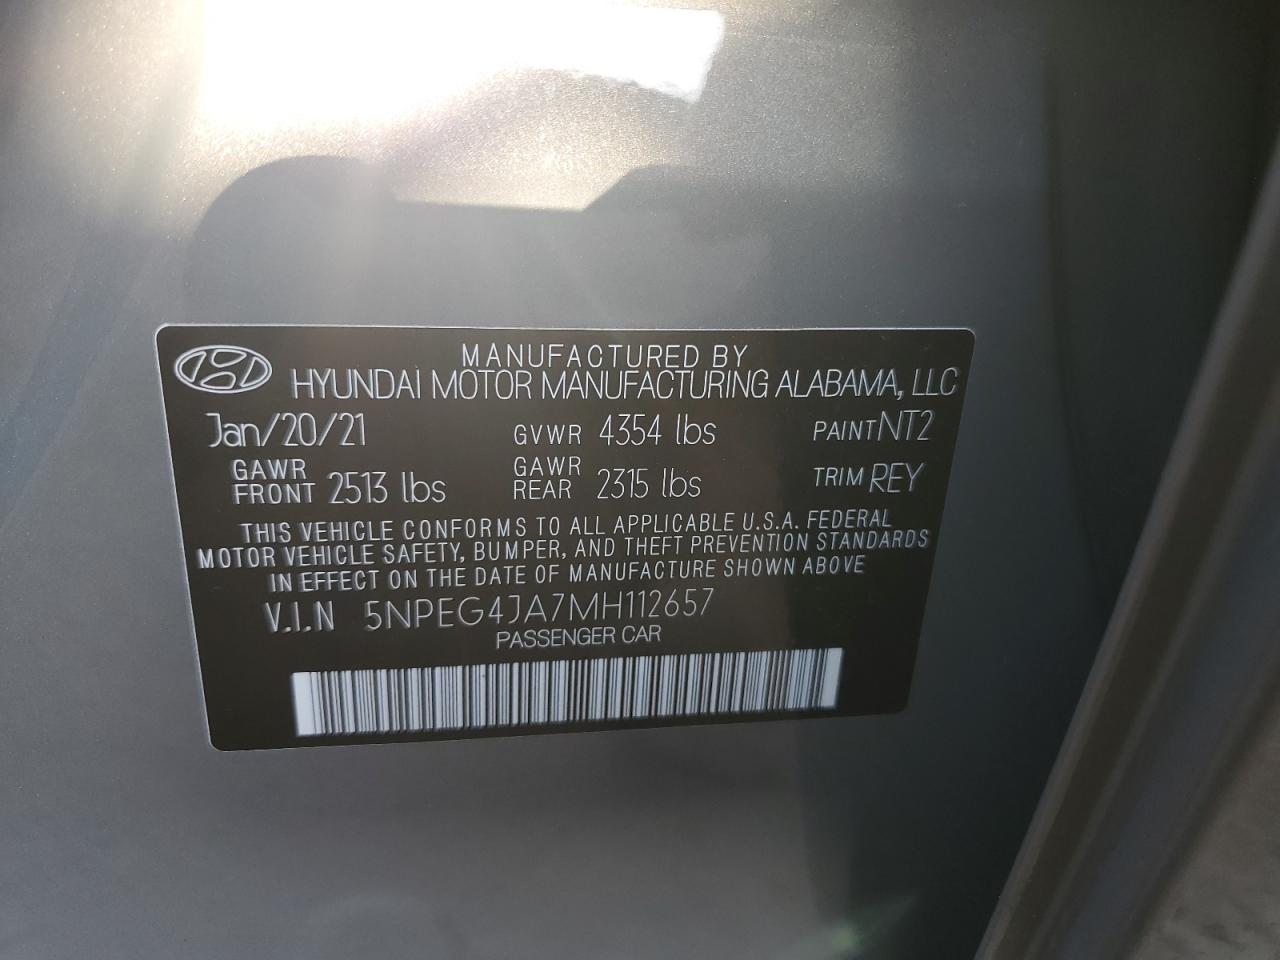 MANUFACTURED BY
HYUNDAI MOTOR MANUFACTURING ALABAMA, LLC
Jan/20/21 GVWR 4354 lbs PAINT NT2
GAWR FRONT 2513 lbs GAWR REAR 2315 lbs TRIM REY
THIS VEHICLE CONFORMS TO ALL APPLICABLE U.S.A. FEDERAL
MOTOR VEHICLE SAFETY, BUMPER, AND THEFT PREVENTION STANDARDS
IN EFFECT ON THE DATE OF MANUFACTURE SHOWN ABOVE
V.I.N 5NPEG4JA7MH112657
PASSENGER CAR